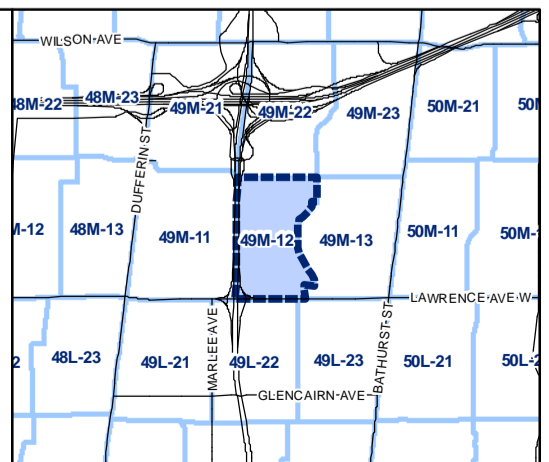 WILSON AVE
48M-22 48M-23 49M-21 49M-22 49M-23 50M-21
DUFFERIN ST
M-12 48M-13 49M-11 49M-12 49M-13 50M-11 50M-
LAWRENCE AVE W
MARLEE AVE
BATHURST ST
2 48L-23 49L-21 49L-22 49L-23 50L-21 50L-2
GLENCAIRN AVE